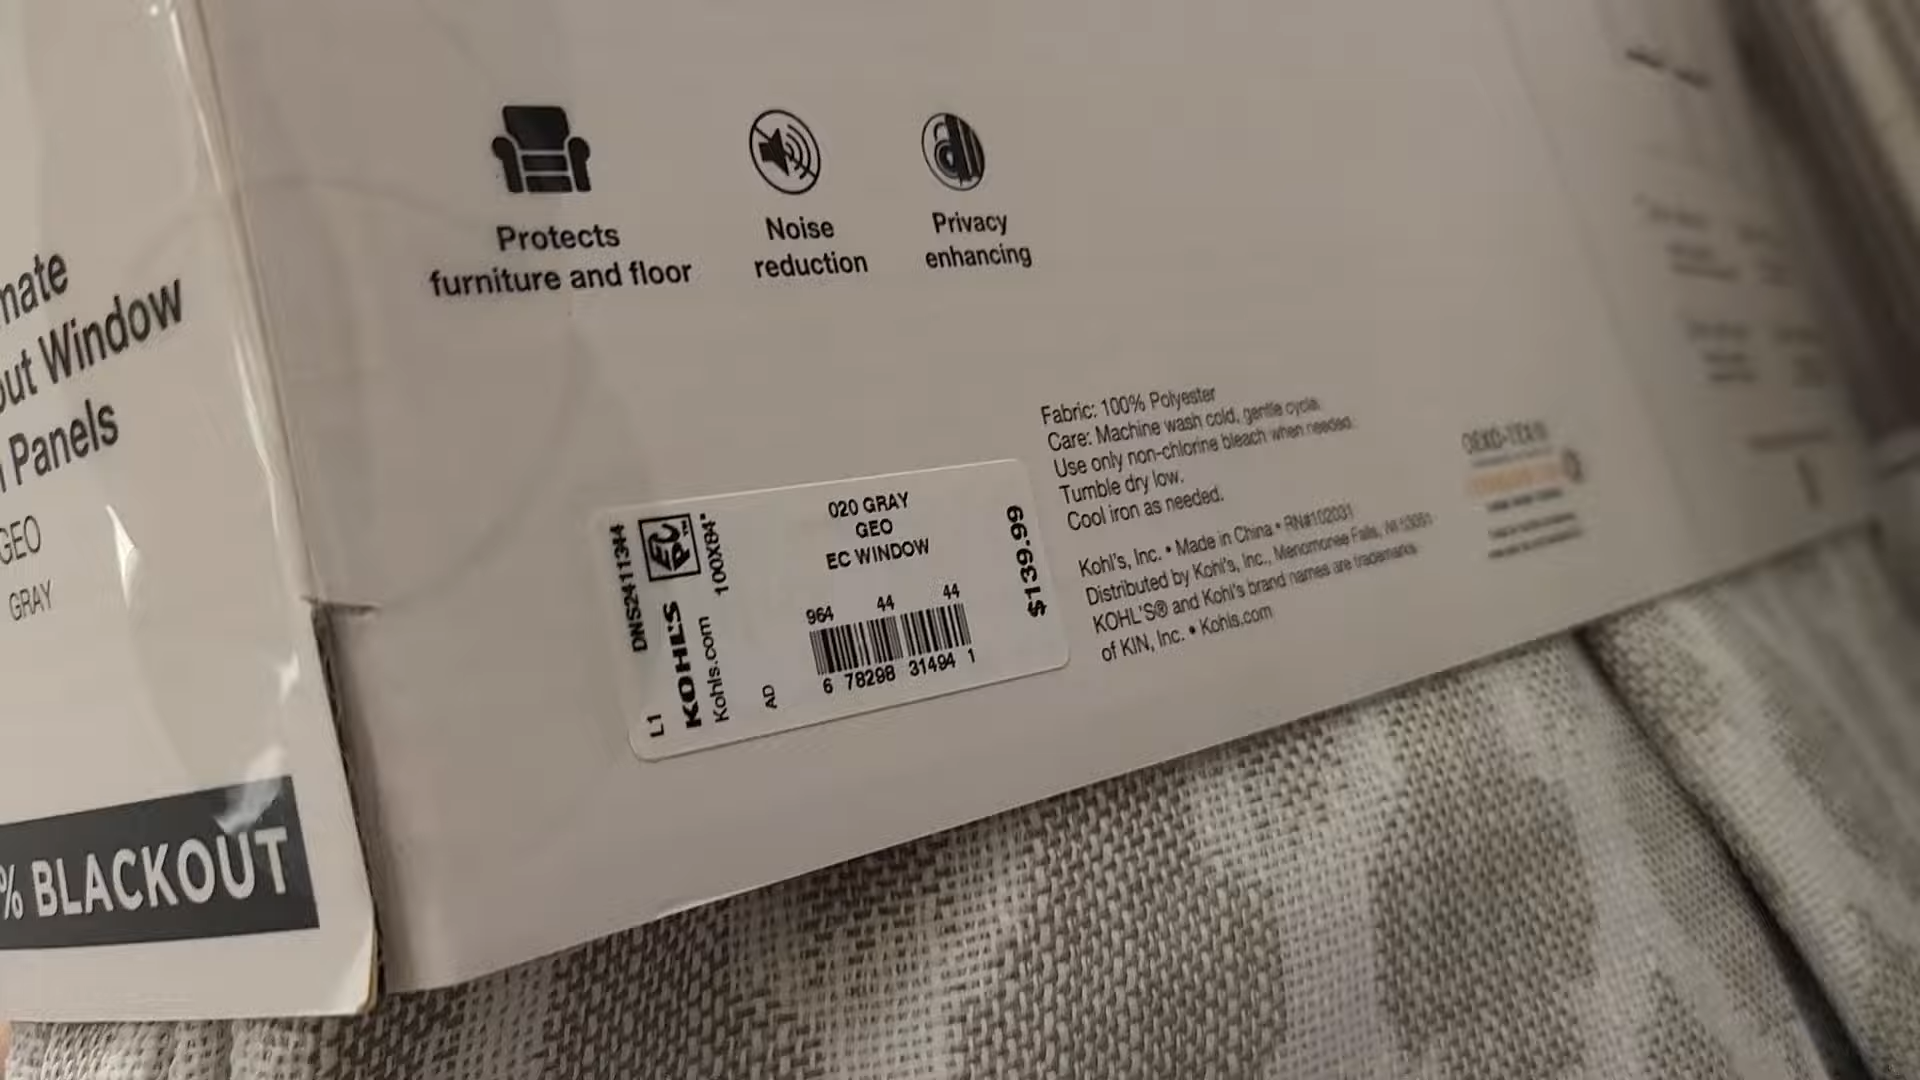 Window
Panels
GEO
GRAY
% BLACKOUT
Protects
furniture and floor
Noise
reduction
Privacy
enhancing
DNS24113H4
L1 KOHL'S
Kohls.com 100X84"
AD
020 GRAY
GEO
EC WINDOW
964 44 44
6 78298 31494 1
$139.99
Fabric: 100% Polyester
Care: Machine wash cold, gentle cycle.
Use only non-chlorine bleach when needed.
Tumble dry low.
Cool iron as needed.
Kohl's, Inc. • Made in China • RN#102031
Distributed by Kohl's, Inc., Menomonee Falls, WI 53051
KOHL'S® and Kohl's brand names are trademarks
of KIN, Inc. • Kohls.com
OEKO-TEX®